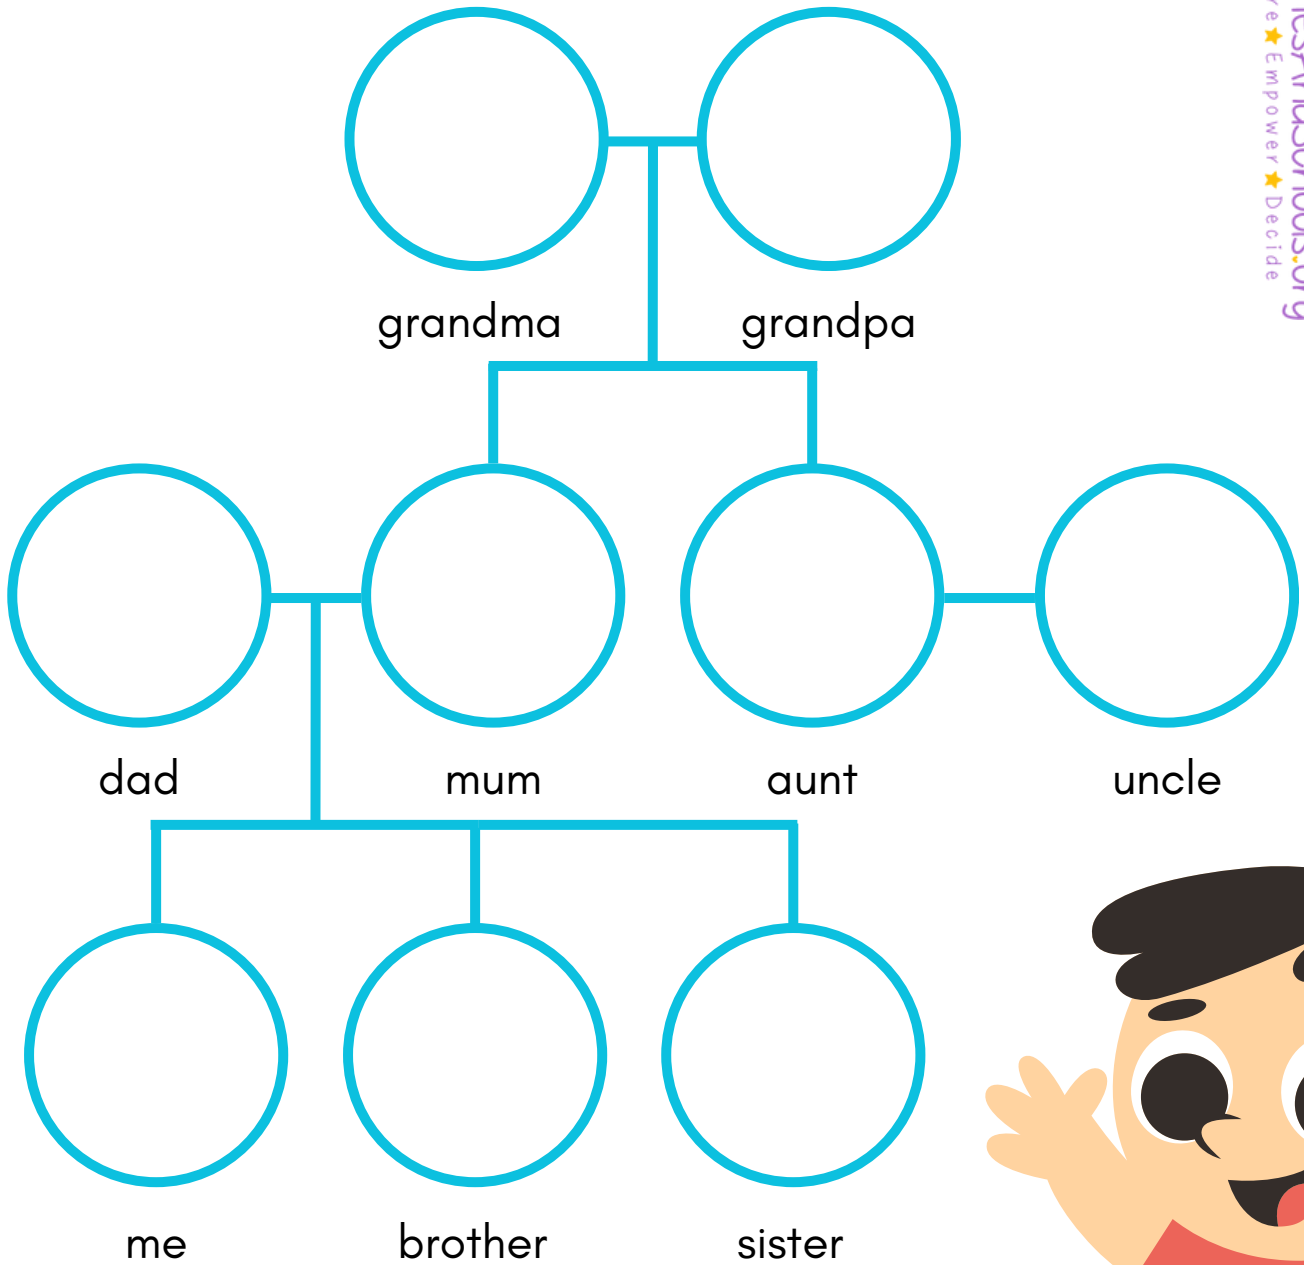 grandma grandpa
dad mum aunt uncle
me brother sister
Empower★Decide